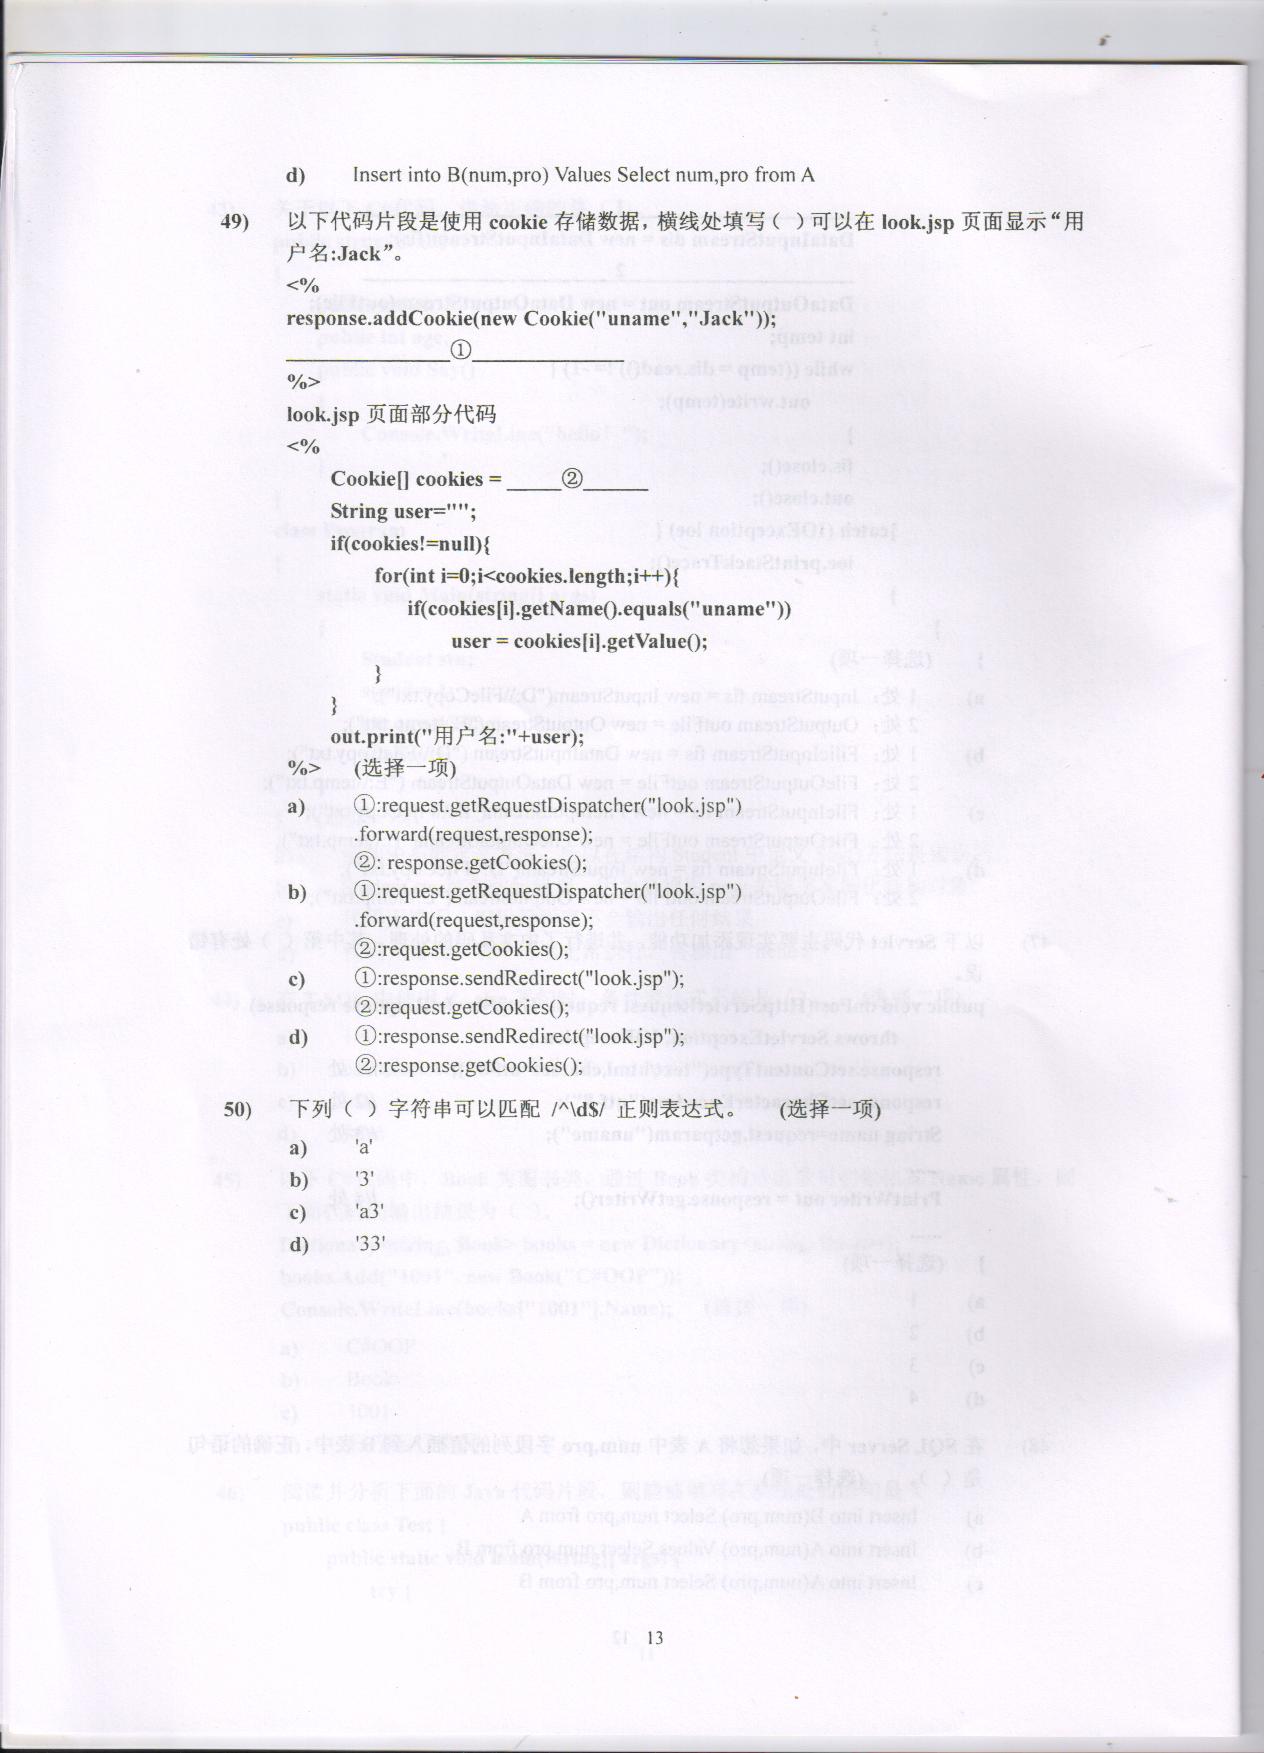 d) Insert into B(num,pro) Values Select num,pro from A
49) 以下代码片段是使用 cookie 存储数据，横线处填写（ ）可以在 look.jsp 页面显示“用
户名:Jack”。
<%
response.addCookie(new Cookie("uname","Jack"));
_______________①______________
%>
look.jsp 页面部分代码
<%
Cookie[] cookies = _____②______
String user="";
if(cookies!=null){
for(int i=0;i<cookies.length;i++){
if(cookies[i].getName().equals("uname"))
user = cookies[i].getValue();
}
}
out.print("用户名:"+user);
%> (选择一项)
a) ①:request.getRequestDispatcher("look.jsp")
.forward(request,response);
②: response.getCookies();
b) ①:request.getRequestDispatcher("look.jsp")
.forward(request,response);
②:request.getCookies();
c) ①:response.sendRedirect("look.jsp");
②:request.getCookies();
d) ①:response.sendRedirect("look.jsp");
②:response.getCookies();
50) 下列（ ）字符串可以匹配 /^\d$/ 正则表达式。 (选择一项)
a) 'a'
b) '3'
c) 'a3'
d) '33'
13